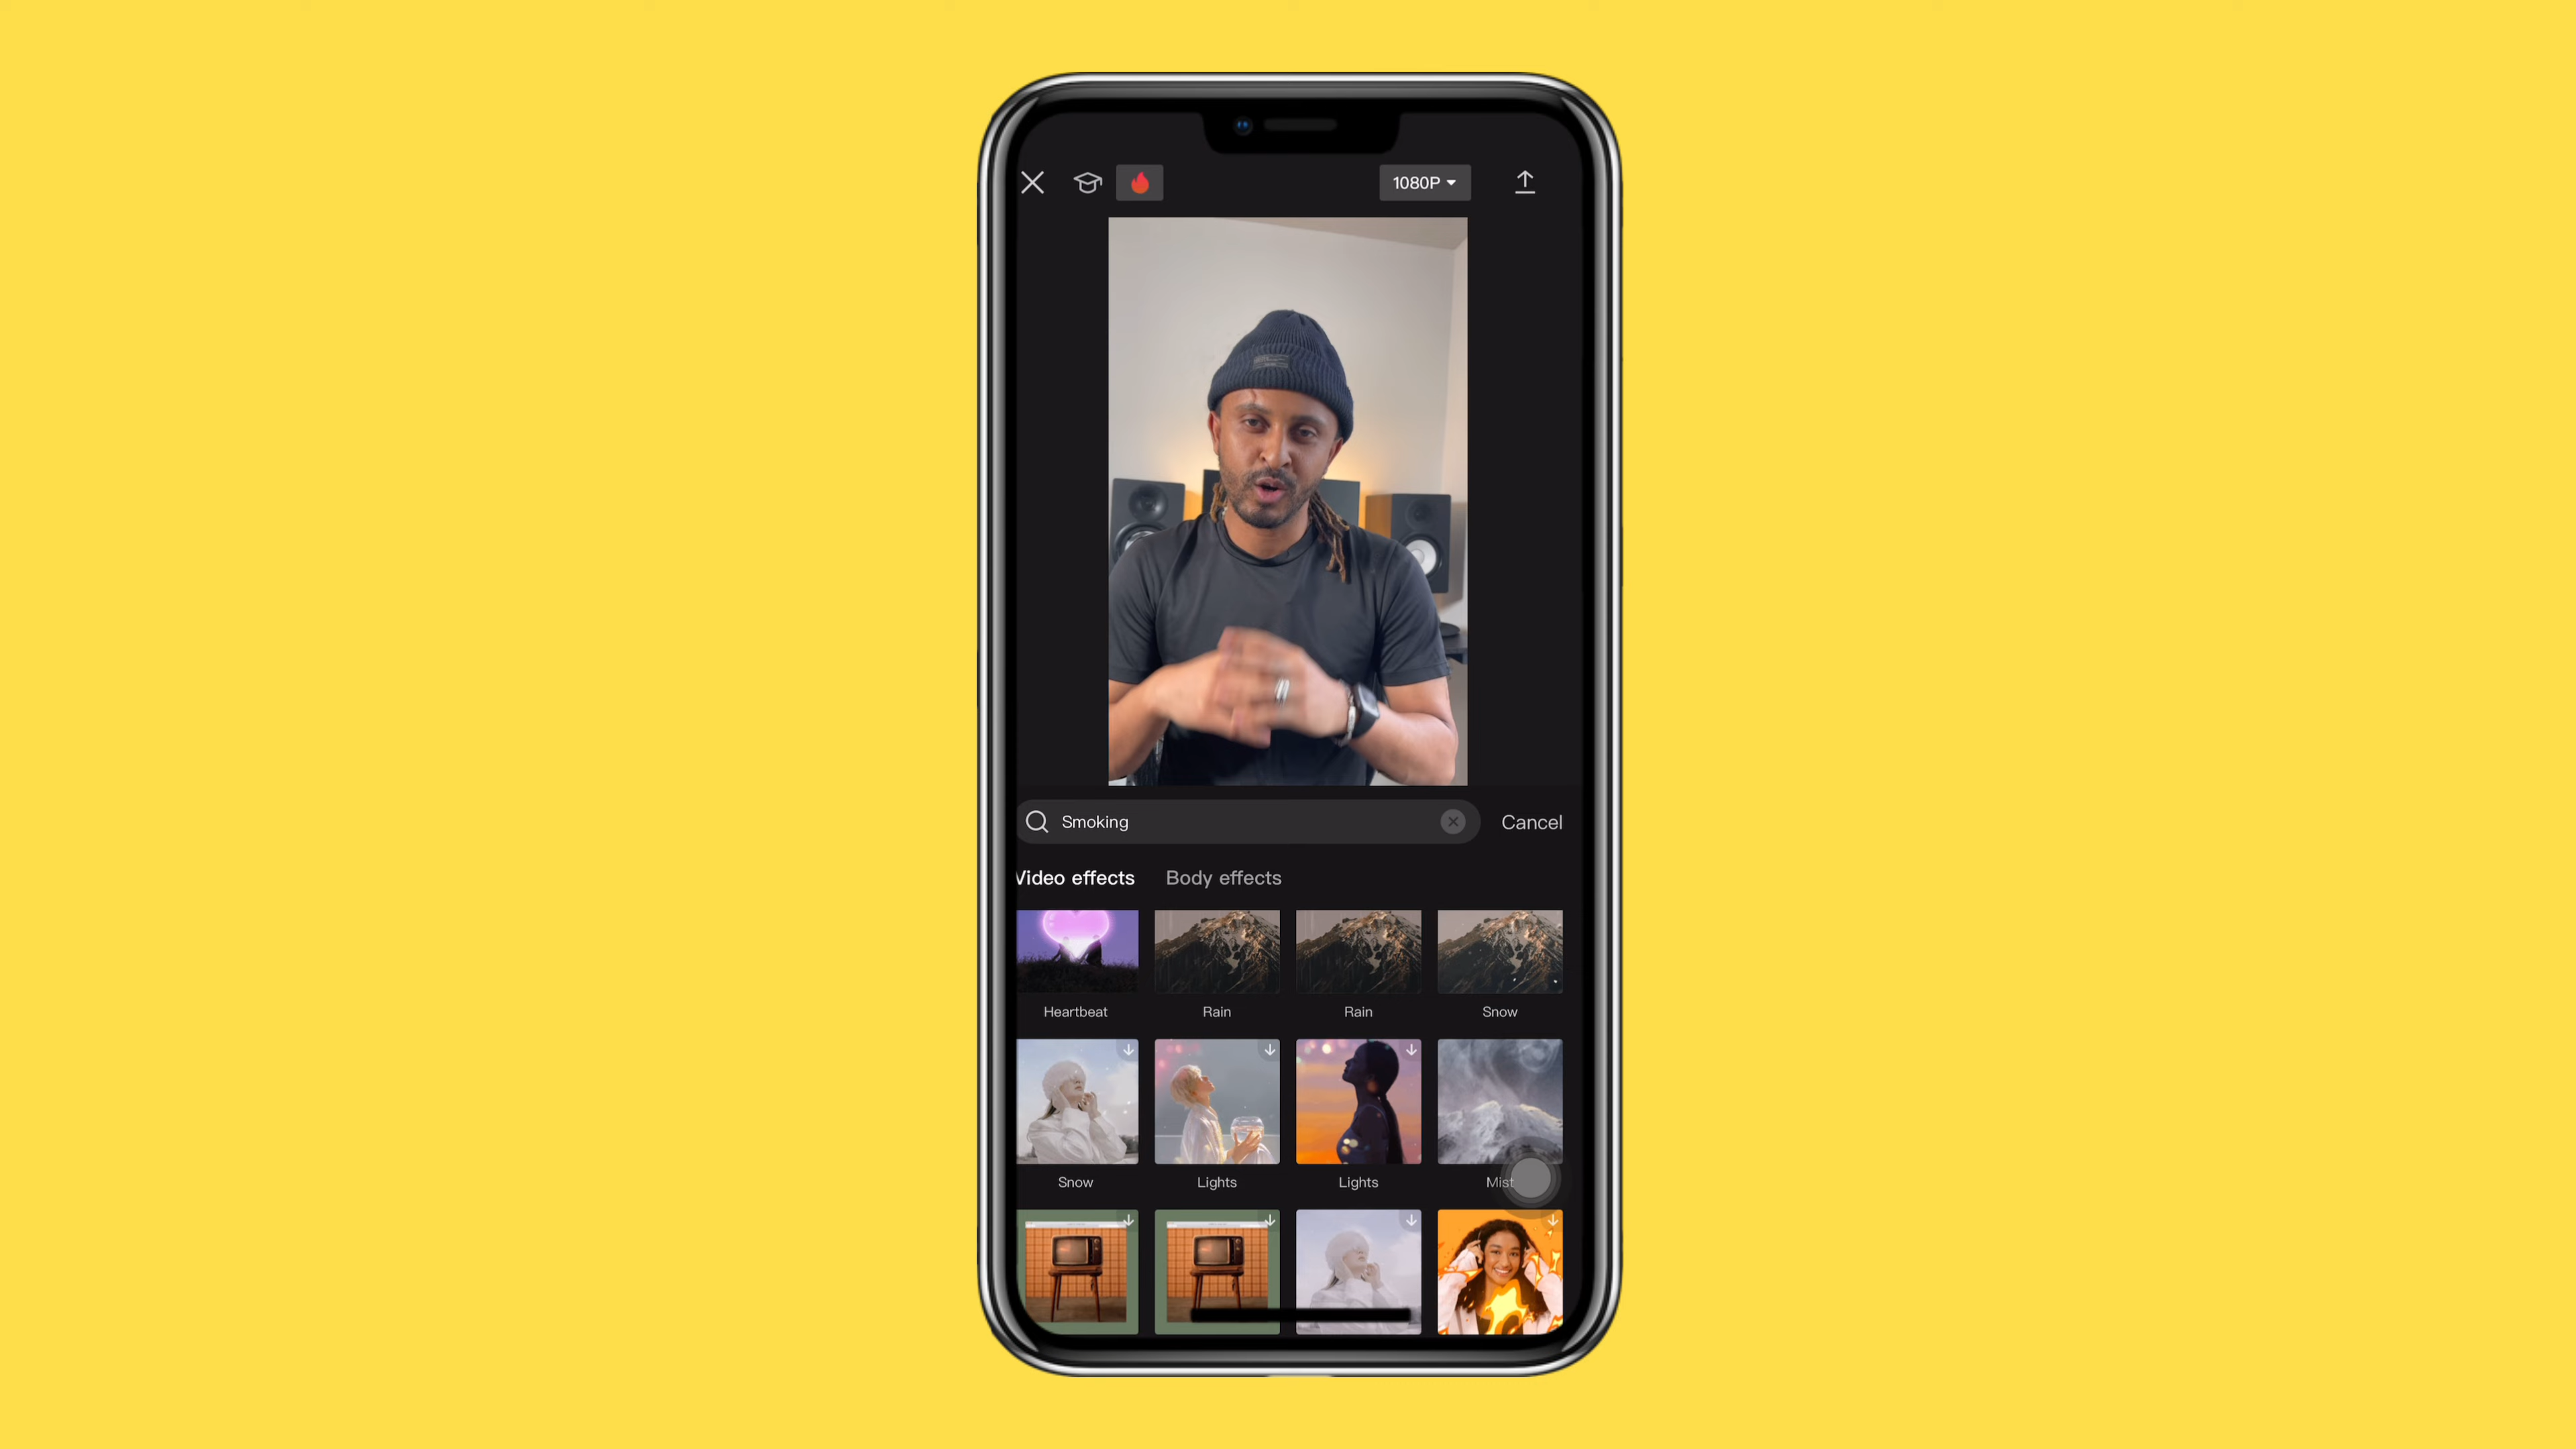 1080P
Smoking
Cancel
Video effects Body effects
Heartbeat Rain Rain Snow
Snow Lights Lights Mist